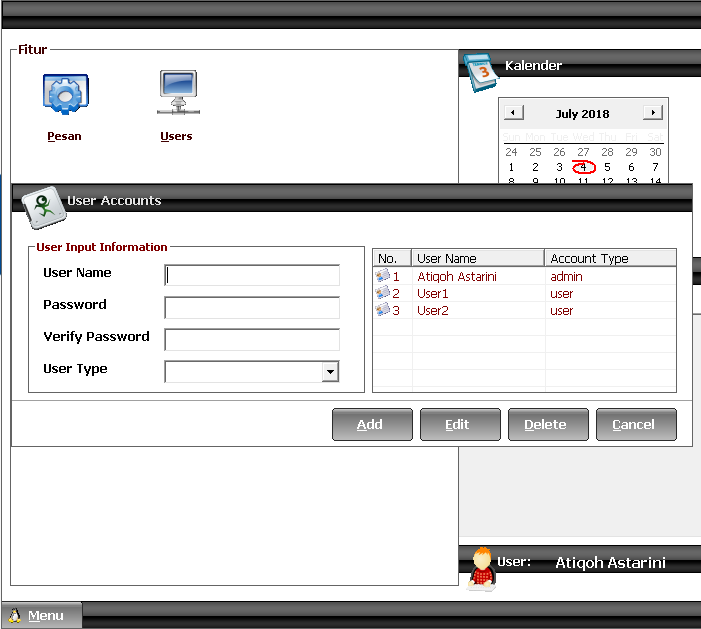 Fitur
Pesan
Users
Kalender
July 2018
Sun Mon Tue Wed Thu Fri Sat
24 25 26 27 28 29 30
1 2 3 4 5 6 7
8 9 10 11 12 13 14
User Accounts
User Input Information
User Name
Password
Verify Password
User Type
No. User Name Account Type
1 Atiqoh Astarini admin
2 User1 user
3 User2 user
Add Edit Delete Cancel
User: Atiqoh Astarini
Menu